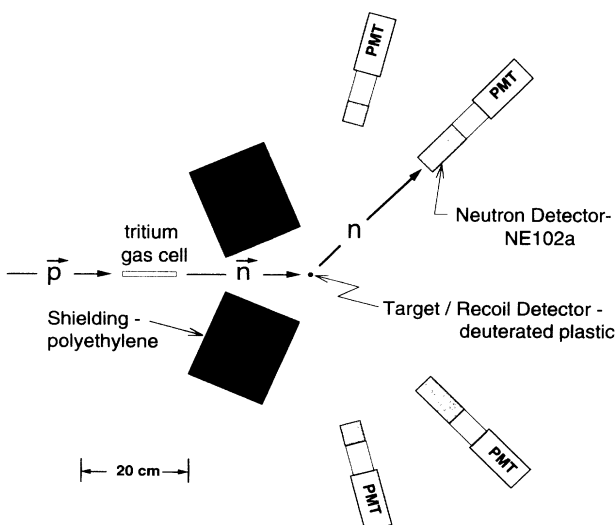 PMT
PMT
n
Neutron Detector-
NE102a
tritium
gas cell
p
n
Target / Recoil Detector -
deuterated plastic
Shielding -
polyethylene
20 cm
PMT
PMT